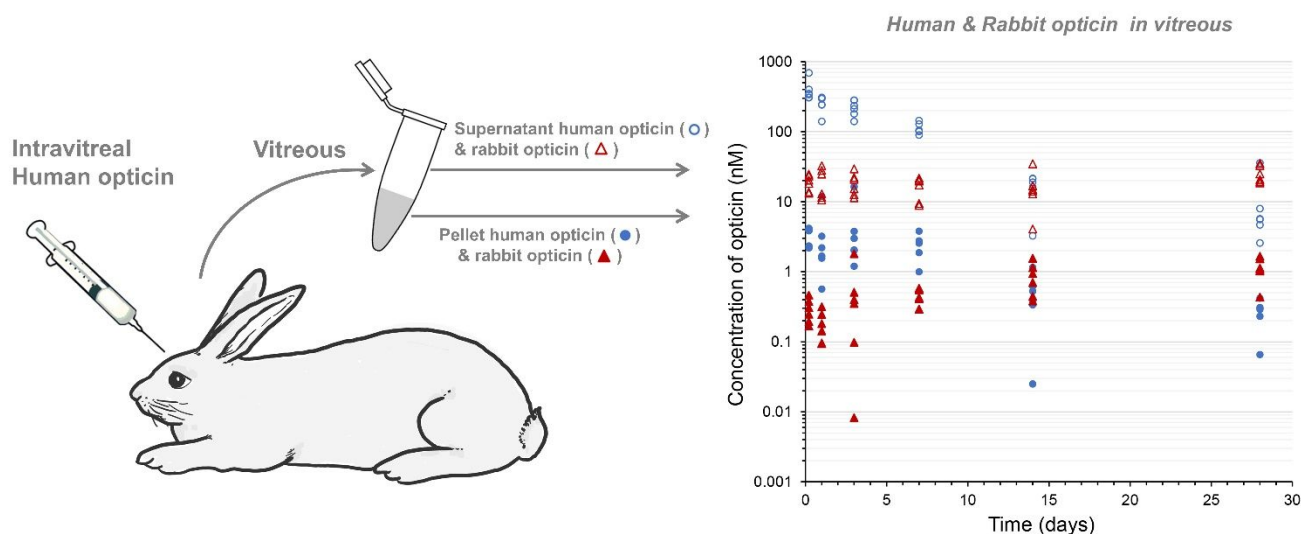 Human & Rabbit opticin in vitreous
Intravitreal
Human opticin
Vitreous
Supernatant human opticin ( ○ )
& rabbit opticin ( △ )
Pellet human opticin ( ● )
& rabbit opticin ( ▲ )
Concentration of opticin (nM)
1000
100
10
1
0.1
0.01
0.001
0 5 10 15 20 25 30
Time (days)